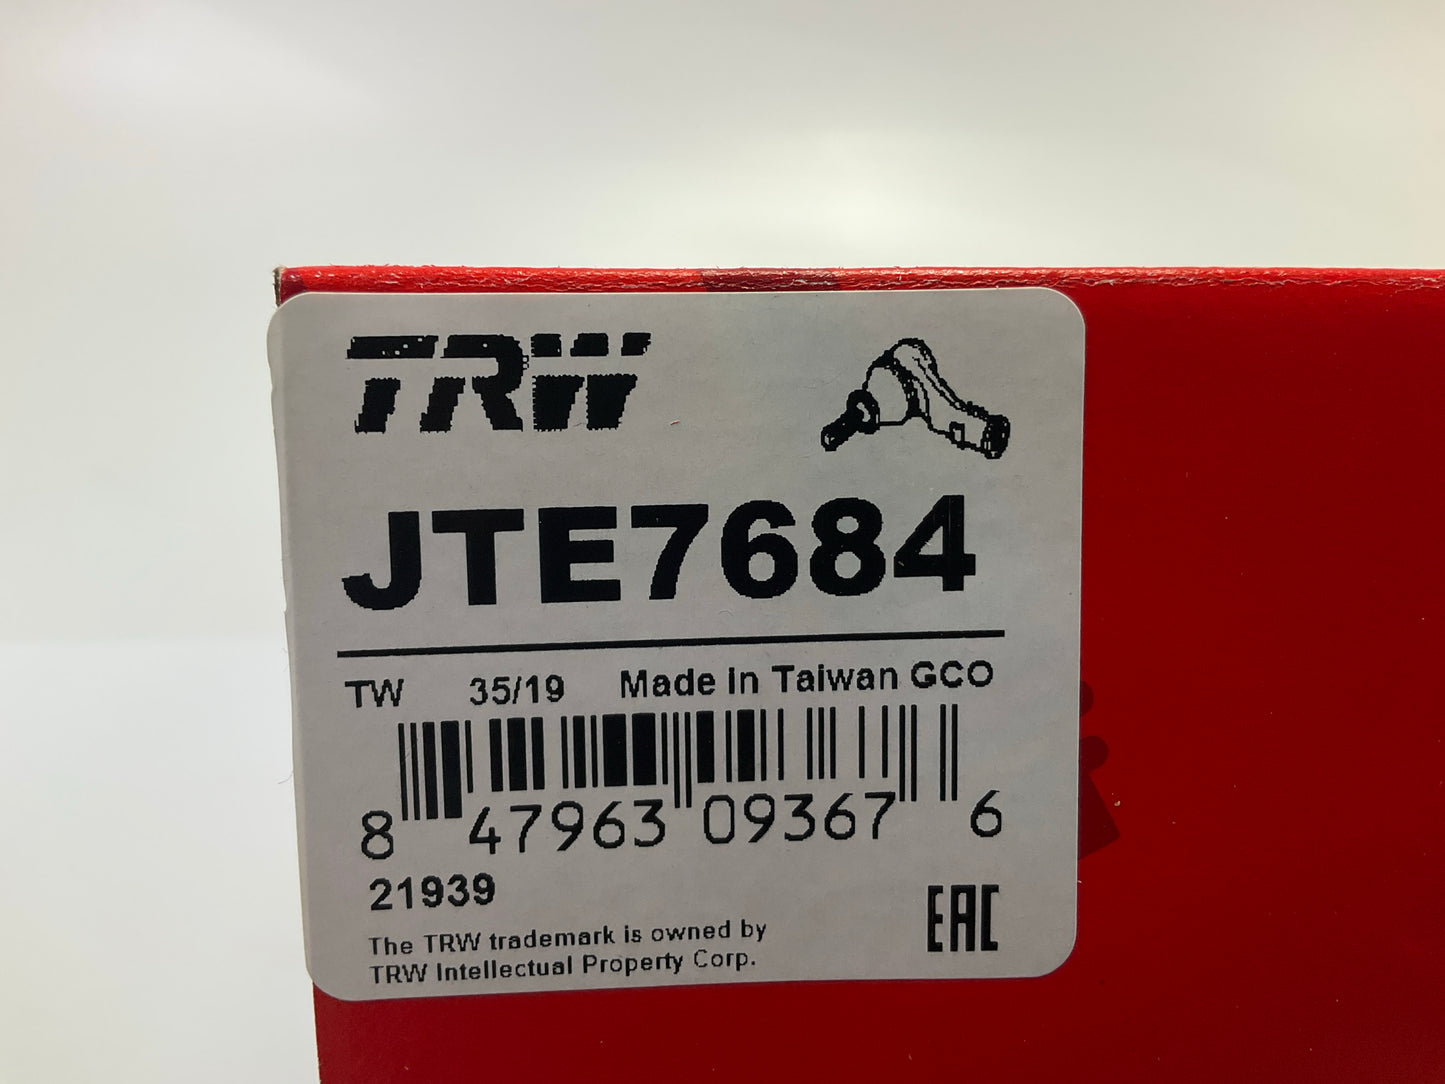 TRW
JTE7684
TW 35/19 Made In Taiwan GCO
8 47963 09367 6
21939
EAC
The TRW trademark is owned by
TRW Intellectual Property Corp.